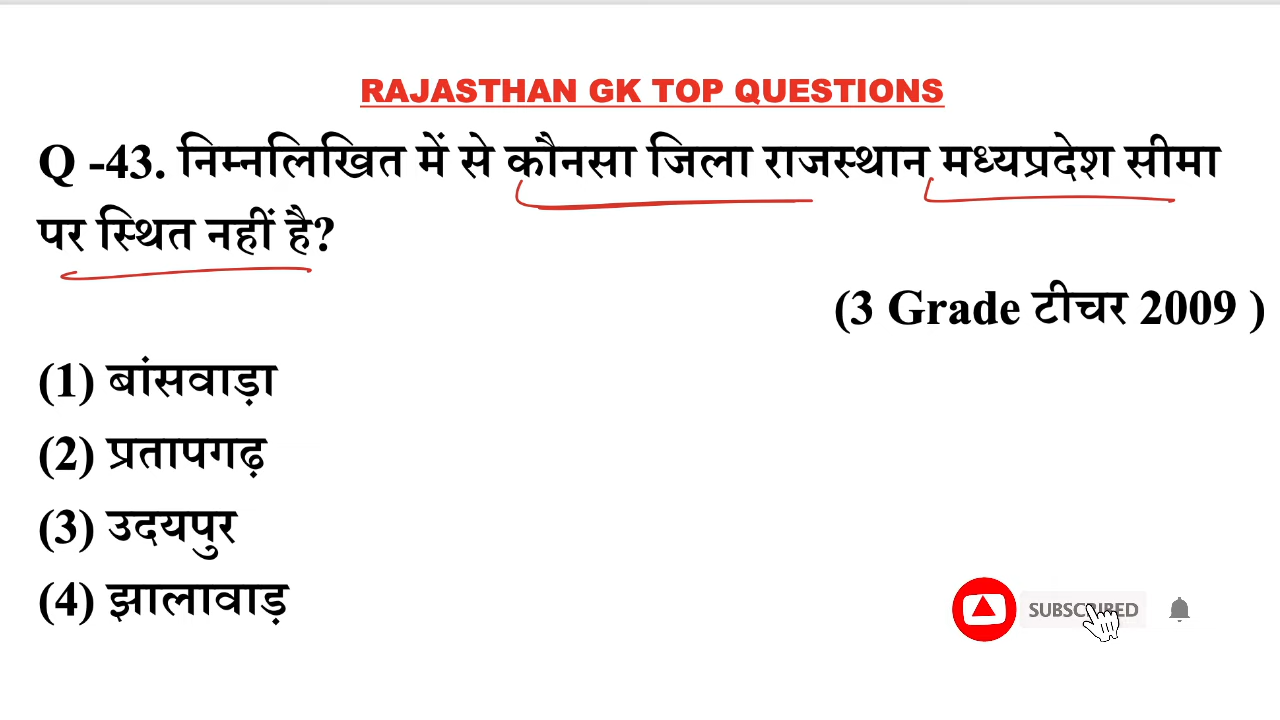 RAJASTHAN GK TOP QUESTIONS
Q -43. निम्नलिखित में से कौनसा जिला राजस्थान मध्यप्रदेश सीमा
पर स्थित नहीं है?
(3 Grade टीचर 2009 )
(1) बांसवाड़ा
(2) प्रतापगढ़
(3) उदयपुर
(4) झालावाड़
SUBSCRIBED